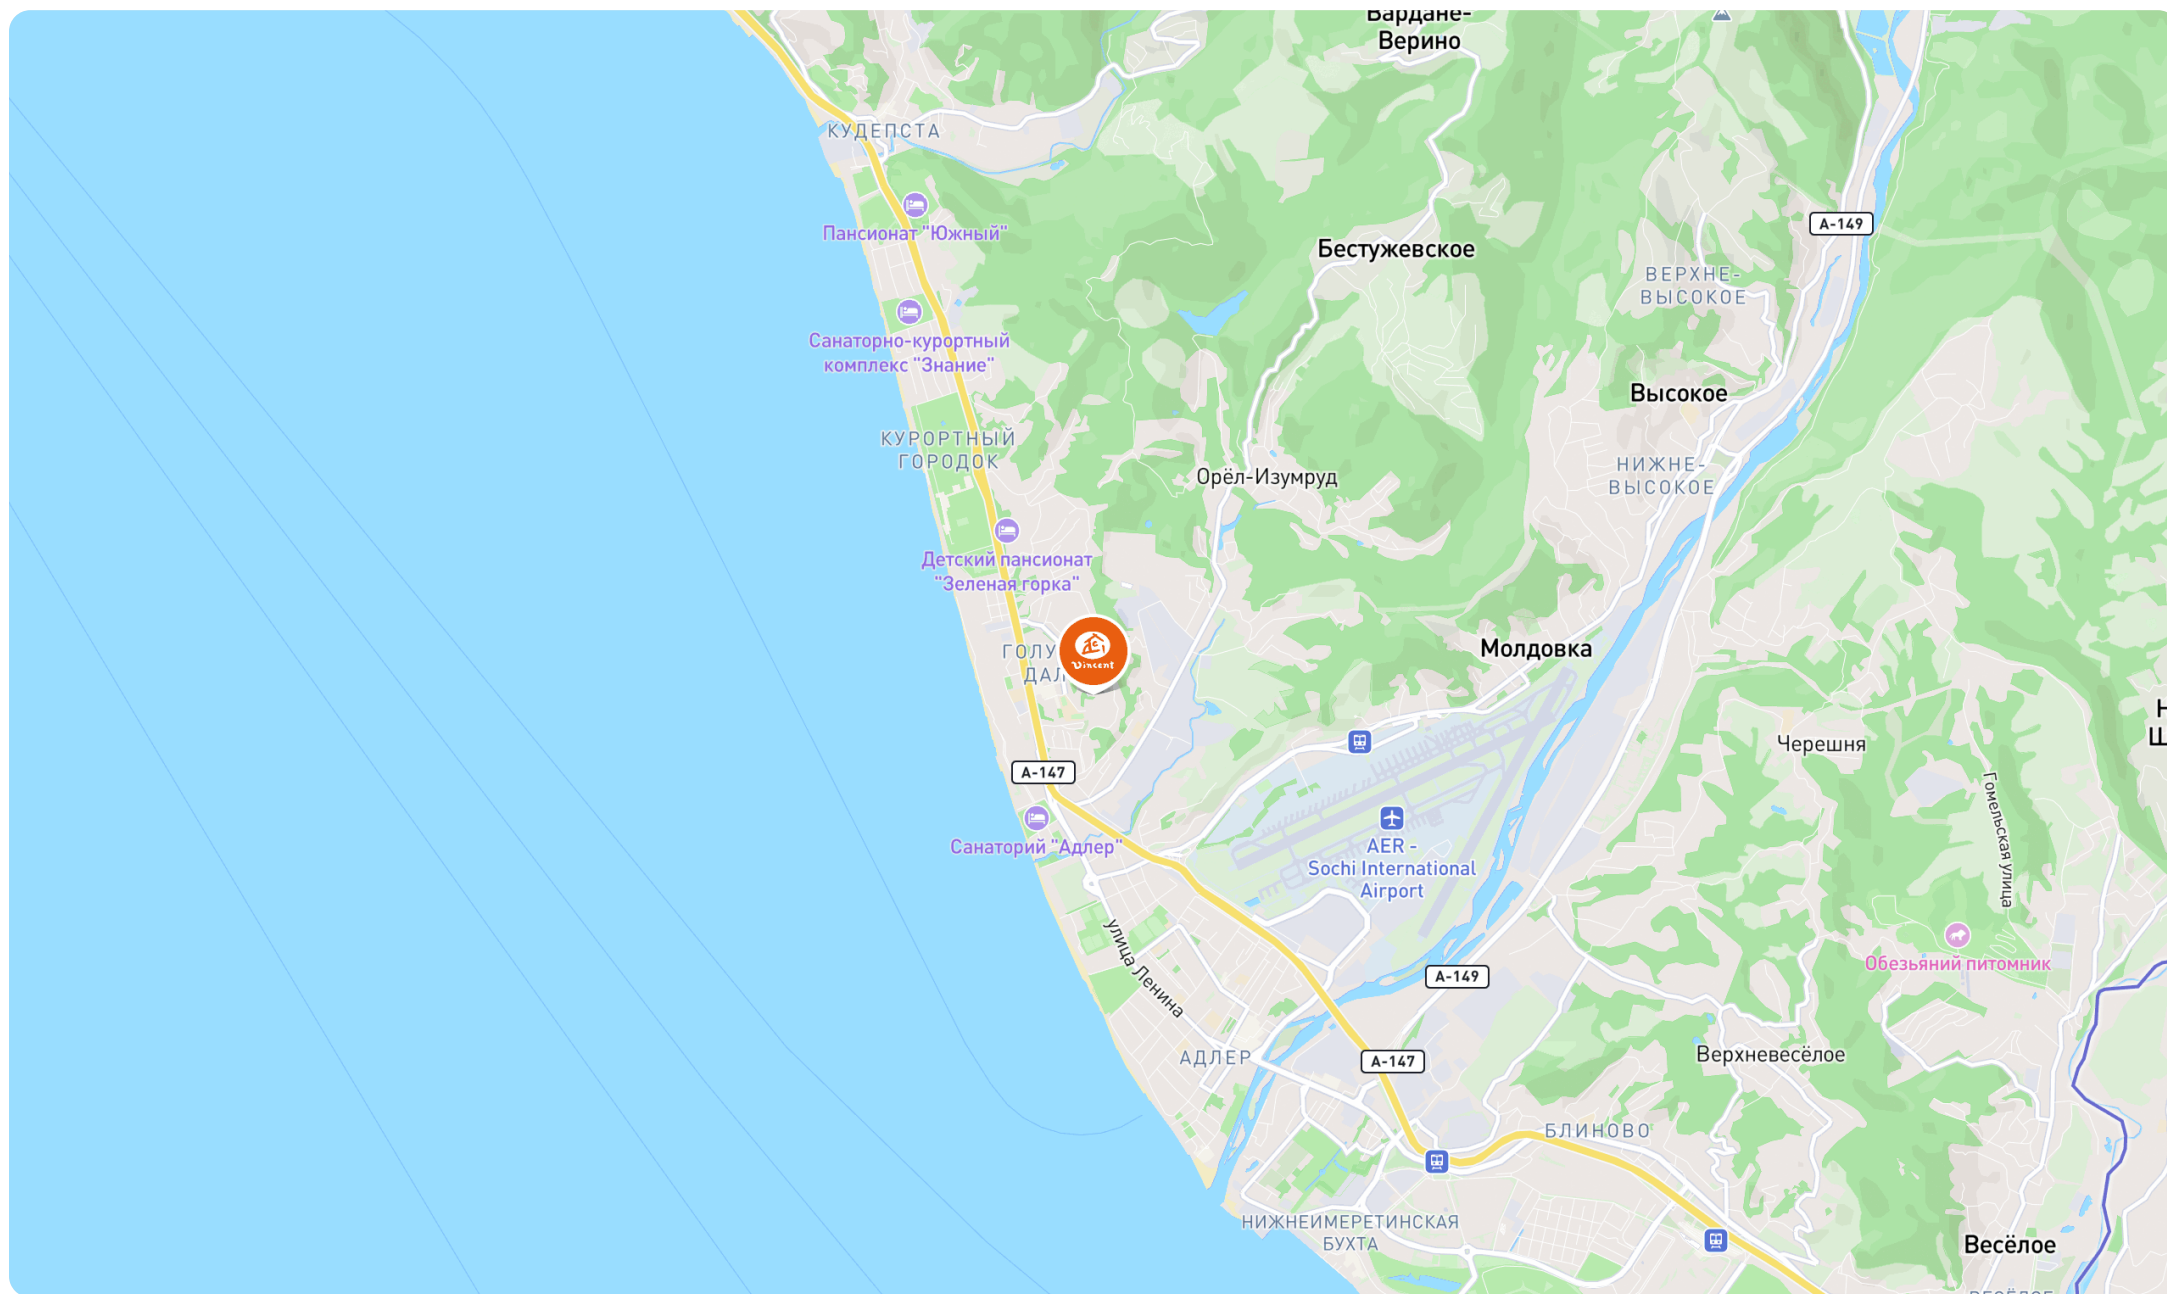 Вардане-
Верино
КУДЕПСТА
Пансионат "Южный"
А-149
Бестужевское
ВЕРХНЕ-
ВЫСОКОЕ
Санаторно-курортный
комплекс "Знание"
Высокое
КУРОРТНЫЙ
ГОРОДОК
Орёл-Изумруд
НИЖНЕ-
ВЫСОКОЕ
Детский пансионат
"Зеленая горка"
ГОЛУ
ДАЛ
Vincent
Молдовка
Черешня
А-147
Гомельская улица
Санаторий "Адлер"
AER -
Sochi International
Airport
улица Ленина
Обезьяний питомник
А-149
АДЛЕР
А-147
Верхневесёлое
БЛИНОВО
НИЖНЕИМЕРЕТИНСКАЯ
БУХТА
Весёлое